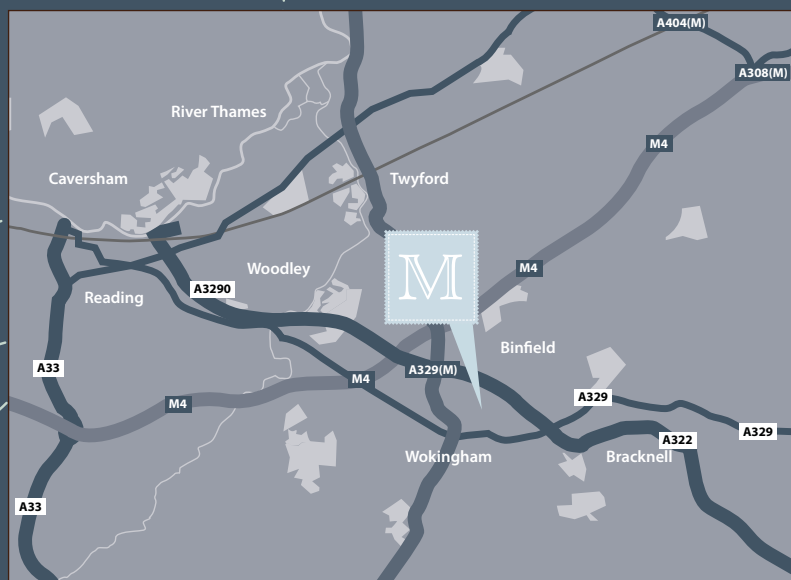 A404(M)
A308(M)
River Thames
M4
Caversham
Twyford
M
Woodley
M4
A3290
Reading
Binfield
A33
A329(M)
M4
A329
M4
A329
A322
Wokingham
Bracknell
A33